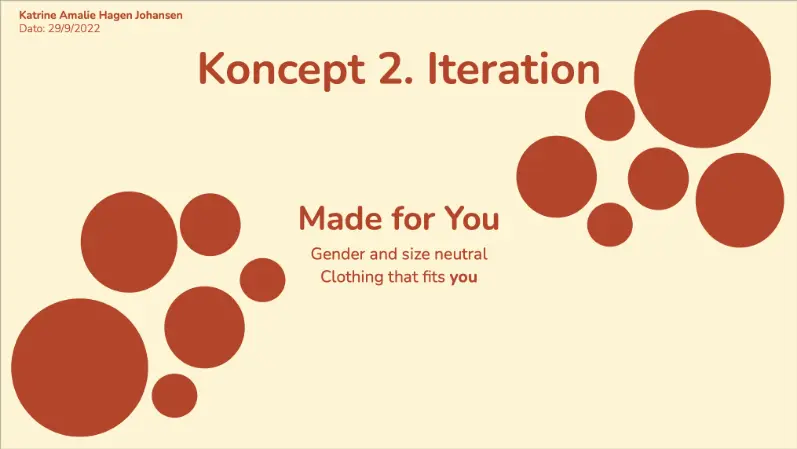 Katrine Amalie Hagen Johansen
Dato: 29/9/2022
Koncept 2. Iteration
Made for You
Gender and size neutral
Clothing that fits you